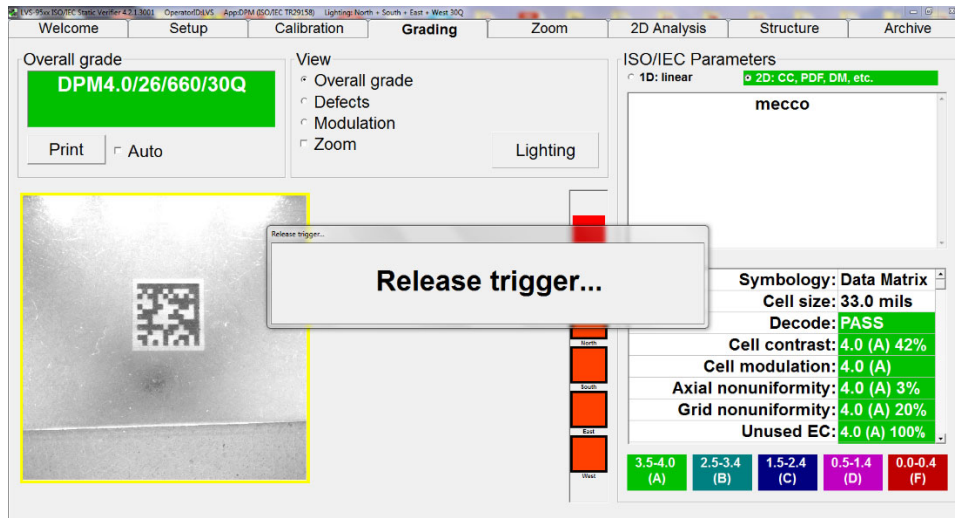 LVS-95xx ISO/IEC Static Verifier 4.2.1.3001 OperatorID:LVS App:DPM (ISO/IEC TR29158) Lighting: North + South + East + West 30Q
Welcome Setup Calibration Grading Zoom 2D Analysis Structure Archive
Overall grade
DPM4.0/26/660/30Q
Print Auto
View
Overall grade
Defects
Modulation
Zoom
Lighting
ISO/IEC Parameters
1D: linear 2D: CC, PDF, DM, etc.
mecco
Release trigger...
Release trigger...
North
South
East
West
Symbology: Data Matrix
Cell size: 33.0 mils
Decode: PASS
Cell contrast: 4.0 (A) 42%
Cell modulation: 4.0 (A)
Axial nonuniformity: 4.0 (A) 3%
Grid nonuniformity: 4.0 (A) 20%
Unused EC: 4.0 (A) 100%
3.5-4.0 2.5-3.4 1.5-2.4 0.5-1.4 0.0-0.4
(A) (B) (C) (D) (F)